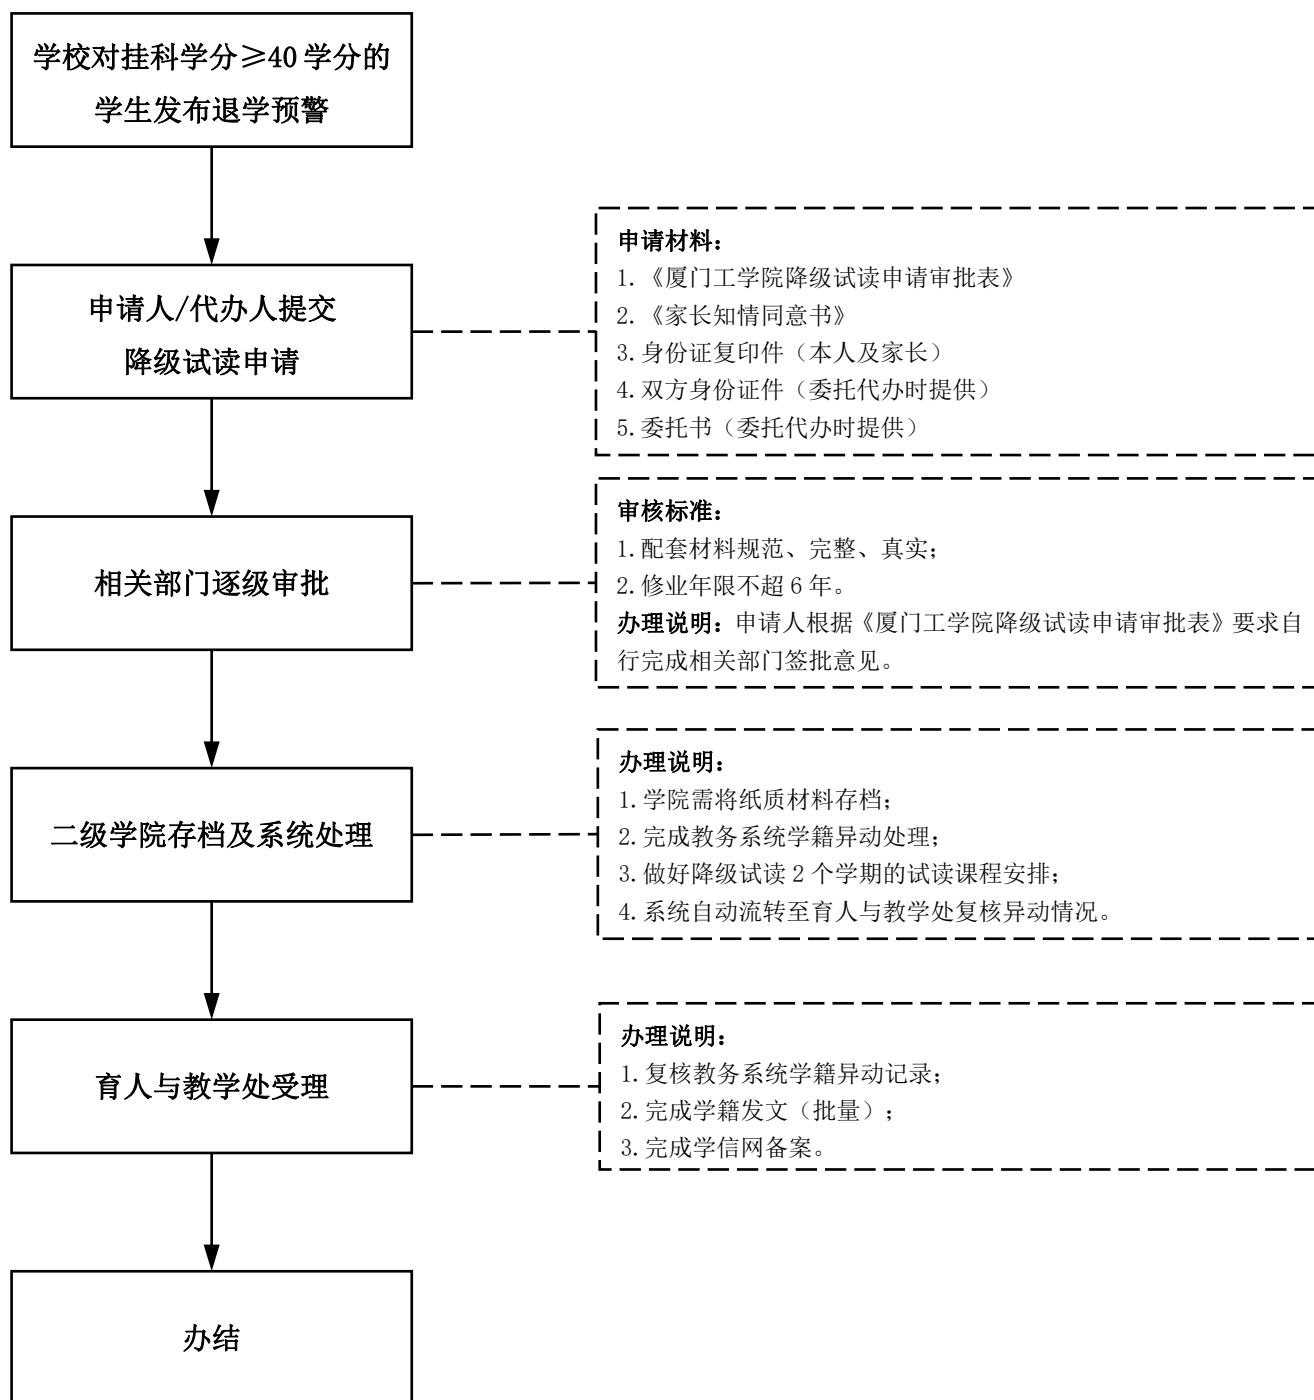 学校对挂科学分≥40 学分的
学生发布退学预警
申请人/代办人提交
降级试读申请
申请材料：
1.《厦门工学院降级试读申请审批表》
2.《家长知情同意书》
3.身份证复印件（本人及家长）
4.双方身份证件（委托代办时提供）
5.委托书（委托代办时提供）
相关部门逐级审批
审核标准：
1.配套材料规范、完整、真实；
2.修业年限不超 6 年。
办理说明：申请人根据《厦门工学院降级试读申请审批表》要求自
行完成相关部门签批意见。
二级学院存档及系统处理
办理说明：
1.学院需将纸质材料存档；
2.完成教务系统学籍异动处理；
3.做好降级试读 2 个学期的试读课程安排；
4.系统自动流转至育人与教学处复核异动情况。
育人与教学处受理
办理说明：
1.复核教务系统学籍异动记录；
2.完成学籍发文（批量）；
3.完成学信网备案。
办结